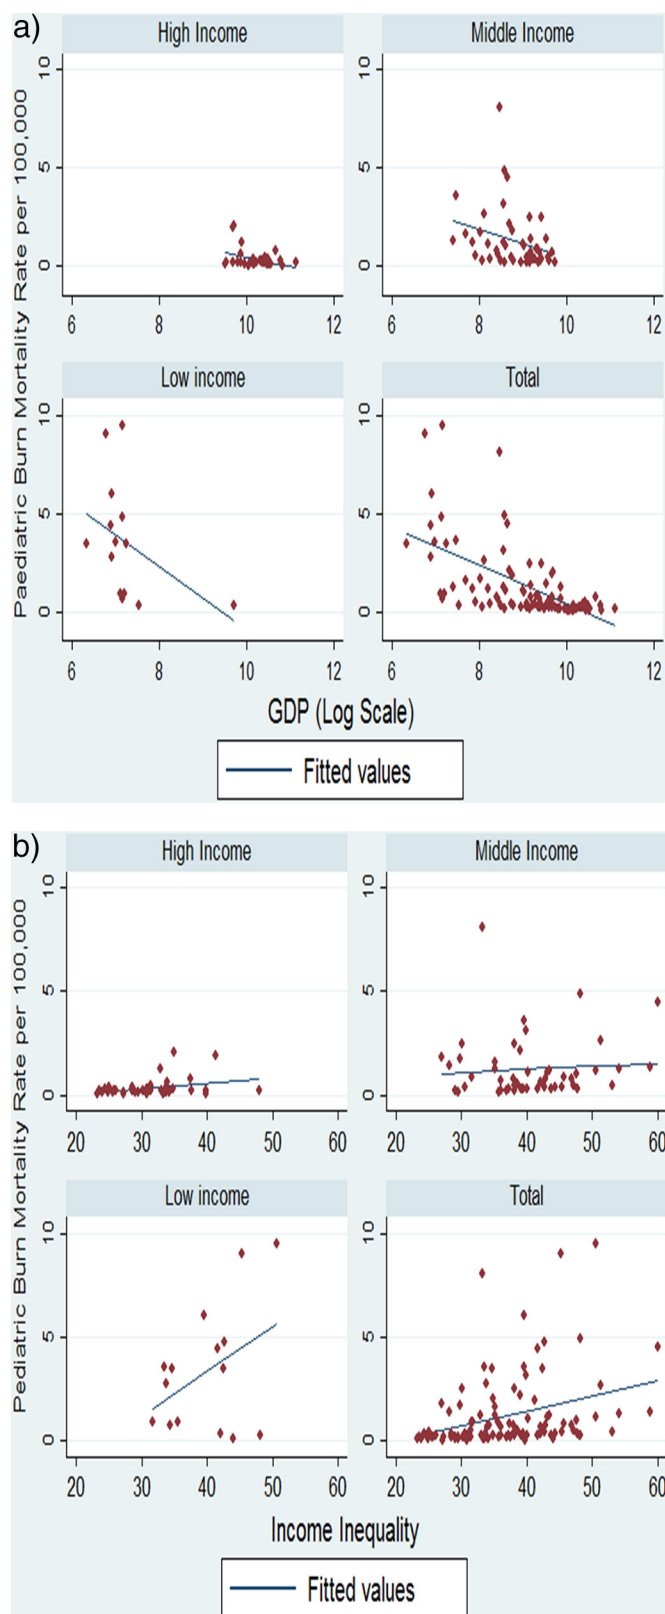 a)
High Income
Middle Income
Paediatric Burn Mortality Rate per 100,000
10
5
0
6 8 10 12
6 8 10 12
Low income
Total
10
5
0
10
5
0
6 8 10 12
6 8 10 12
GDP (Log Scale)
Fitted values
b)
High Income
Middle Income
Pediatric Burn Mortality Rate per 100,000
10
5
0
10
5
0
20 30 40 50 60
20 30 40 50 60
Low income
Total
10
5
0
10
5
0
20 30 40 50 60
20 30 40 50 60
Income Inequality
Fitted values